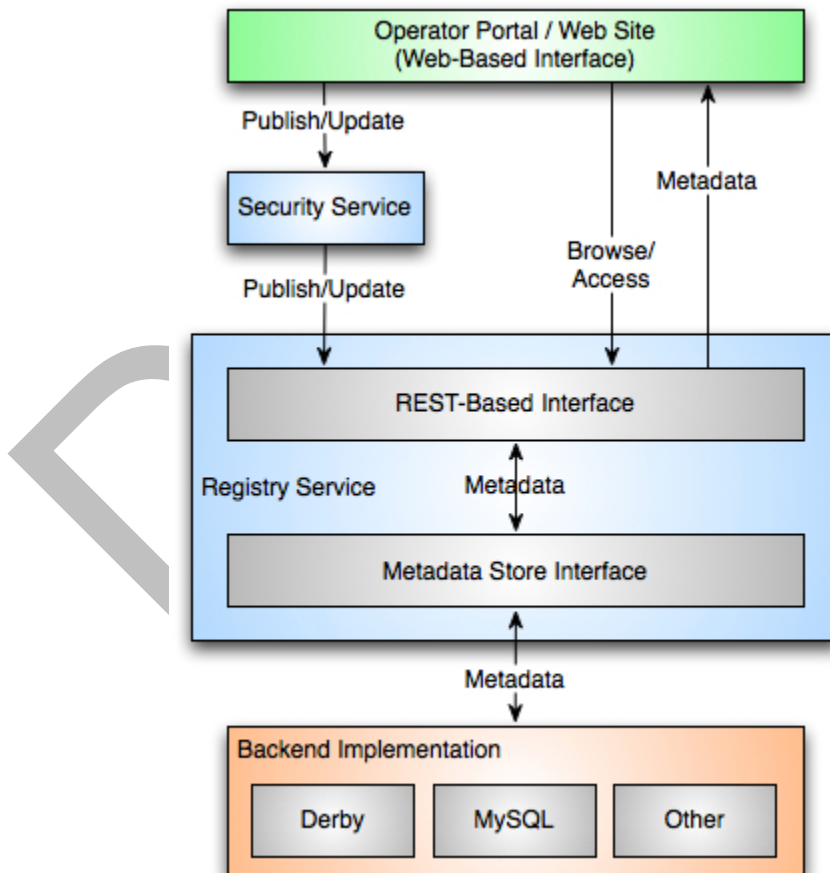 Operator Portal / Web Site
(Web-Based Interface)
Publish/Update
Metadata
Security Service
Browse/
Access
Publish/Update
REST-Based Interface
Registry Service
Metadata
Metadata Store Interface
Metadata
Backend Implementation
Derby
MySQL
Other